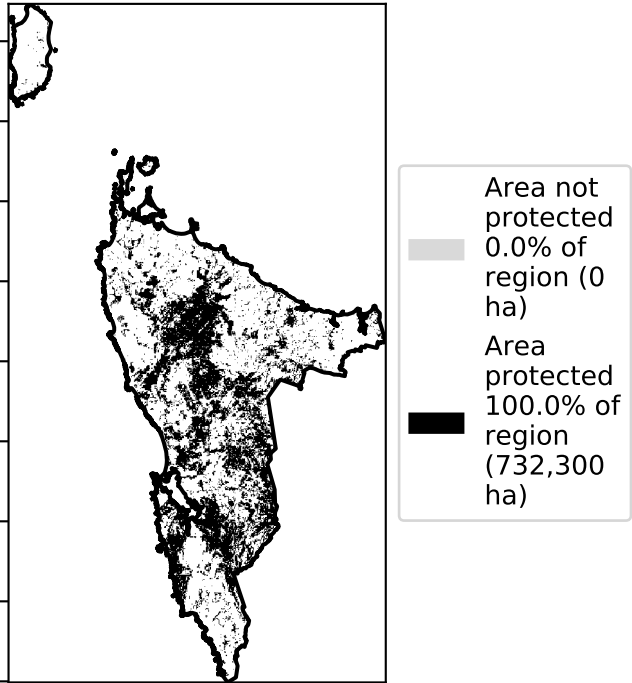 Area not
protected
0.0% of
region (0
ha)
Area
protected
100.0% of
region
(732,300
ha)